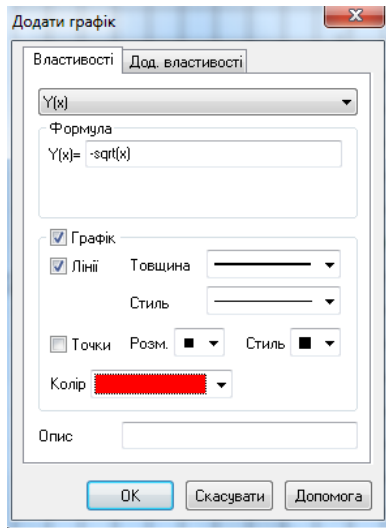 Додати графік
Властивості Дод. властивості
Y(x)
Формула
Y(x)= -sqrt(x)
Графік
Лінії Товщина
Стиль
Точки Розм. Стиль
Колір
Опис
OK Скасувати Допомога